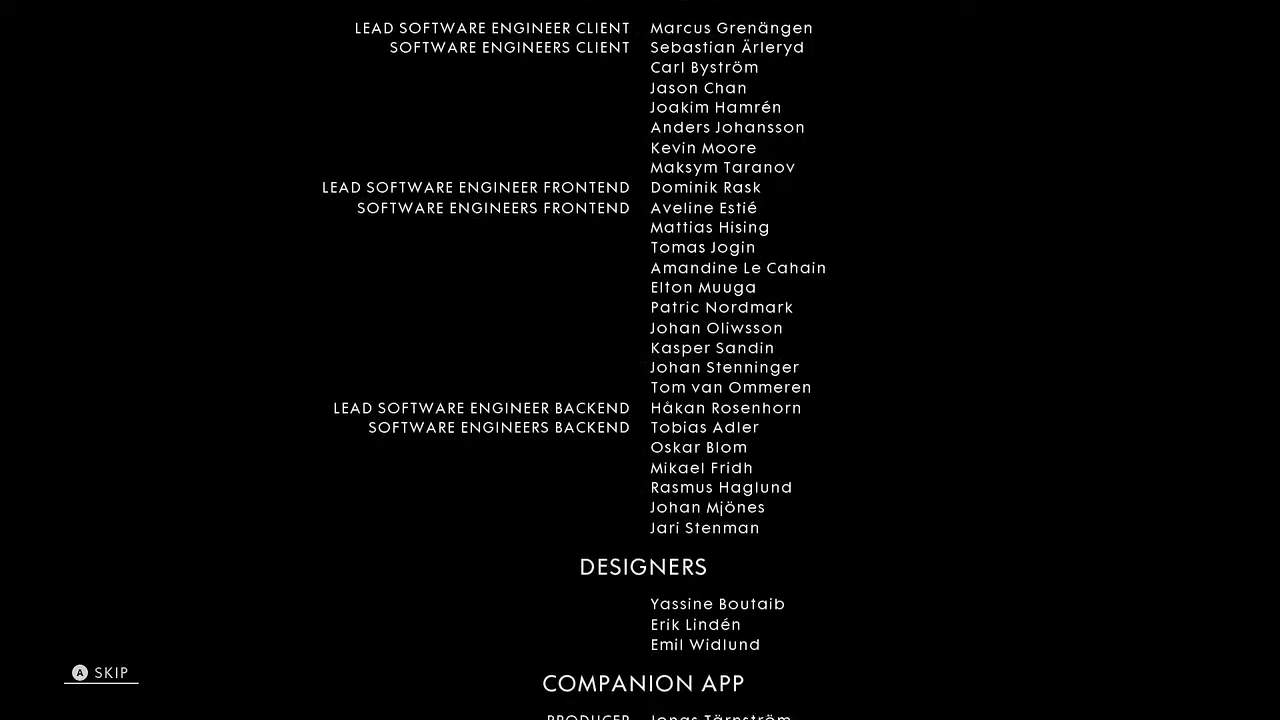 LEAD SOFTWARE ENGINEER CLIENT Marcus Grenängen
SOFTWARE ENGINEERS CLIENT Sebastian Ärleryd
Carl Byström
Jason Chan
Joakim Hamrén
Anders Johansson
Kevin Moore
Maksym Taranov
LEAD SOFTWARE ENGINEER FRONTEND Dominik Rask
SOFTWARE ENGINEERS FRONTEND Aveline Estié
Mattias Hising
Tomas Jogin
Amandine Le Cahain
Elton Muuga
Patric Nordmark
Johan Oliwsson
Kasper Sandin
Johan Stenninger
Tom van Ommeren
LEAD SOFTWARE ENGINEER BACKEND Håkan Rosenhorn
SOFTWARE ENGINEERS BACKEND Tobias Adler
Oskar Blom
Mikael Fridh
Rasmus Haglund
Johan Mjönes
Jari Stenman
DESIGNERS
Yassine Boutaib
Erik Lindén
Emil Widlund
A SKIP
COMPANION APP
PRODUCER Jonas Tärnström